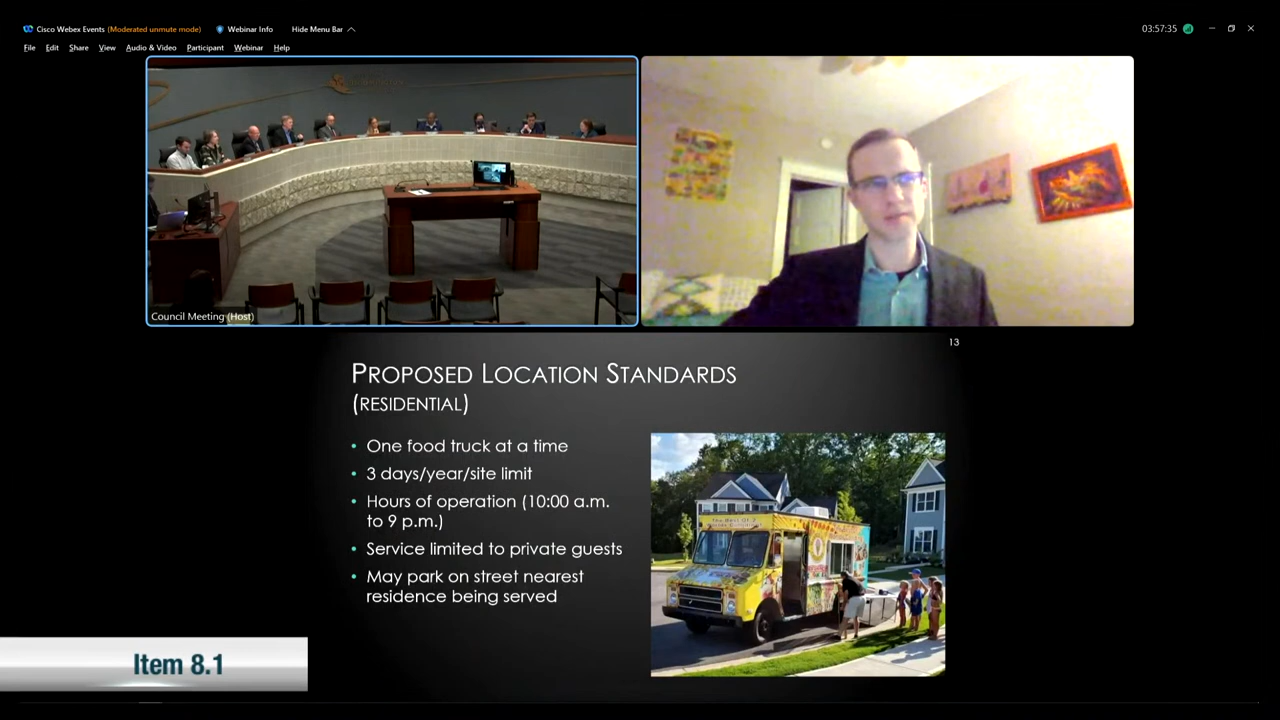 Cisco Webex Events (Moderated unmute mode) Webinar Info Hide Menu Bar 03:57:35
File Edit Share View Audio & Video Participant Webinar Help
Council Meeting (Host)
13
PROPOSED LOCATION STANDARDS
(RESIDENTIAL)
• One food truck at a time
• 3 days/year/site limit
• Hours of operation (10:00 a.m.
to 9 p.m.)
• Service limited to private guests
• May park on street nearest
residence being served
Item 8.1